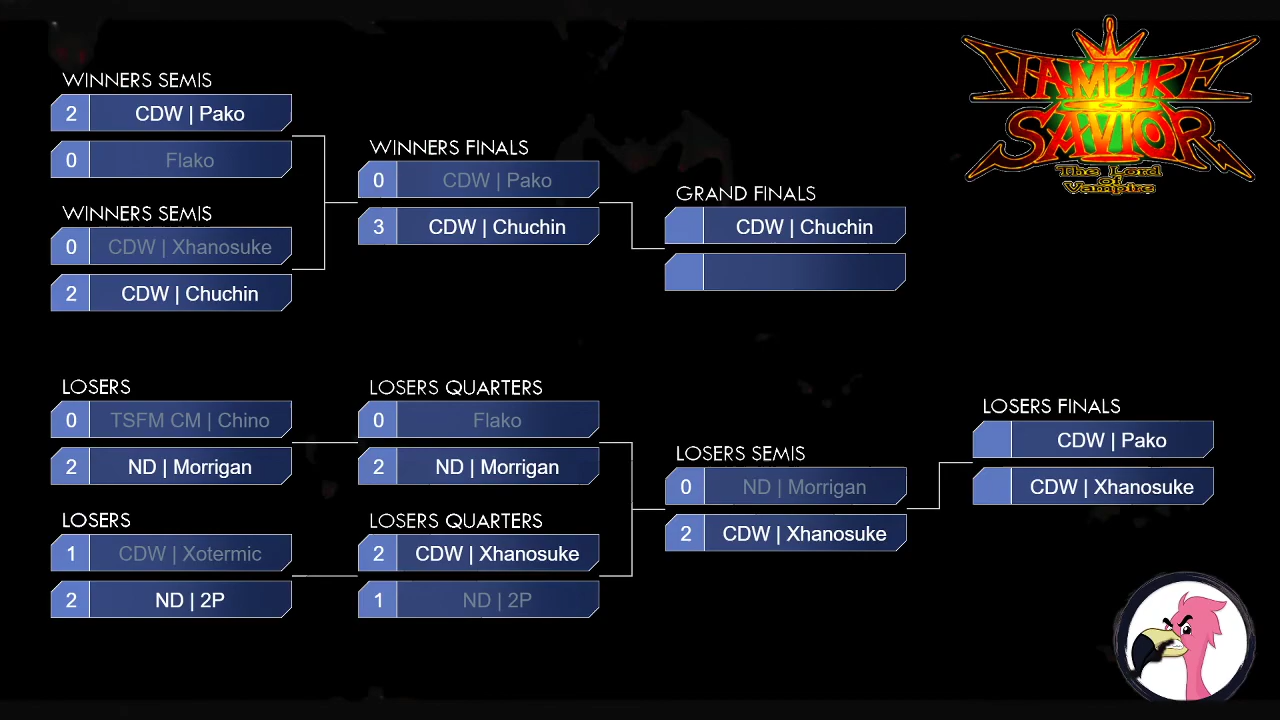 VAMPIRE
SAVIOR
The Lord
of
Vampire
WINNERS SEMIS
2 CDW | Pako
0 Flako
WINNERS SEMIS
0 CDW | Xhanosuke
2 CDW | Chuchin
WINNERS FINALS
0 CDW | Pako
3 CDW | Chuchin
GRAND FINALS
CDW | Chuchin
LOSERS
0 TSFM CM | Chino
2 ND | Morrigan
LOSERS
1 CDW | Xotermic
2 ND | 2P
LOSERS QUARTERS
0 Flako
2 ND | Morrigan
LOSERS QUARTERS
2 CDW | Xhanosuke
1 ND | 2P
LOSERS SEMIS
0 ND | Morrigan
2 CDW | Xhanosuke
LOSERS FINALS
CDW | Pako
CDW | Xhanosuke